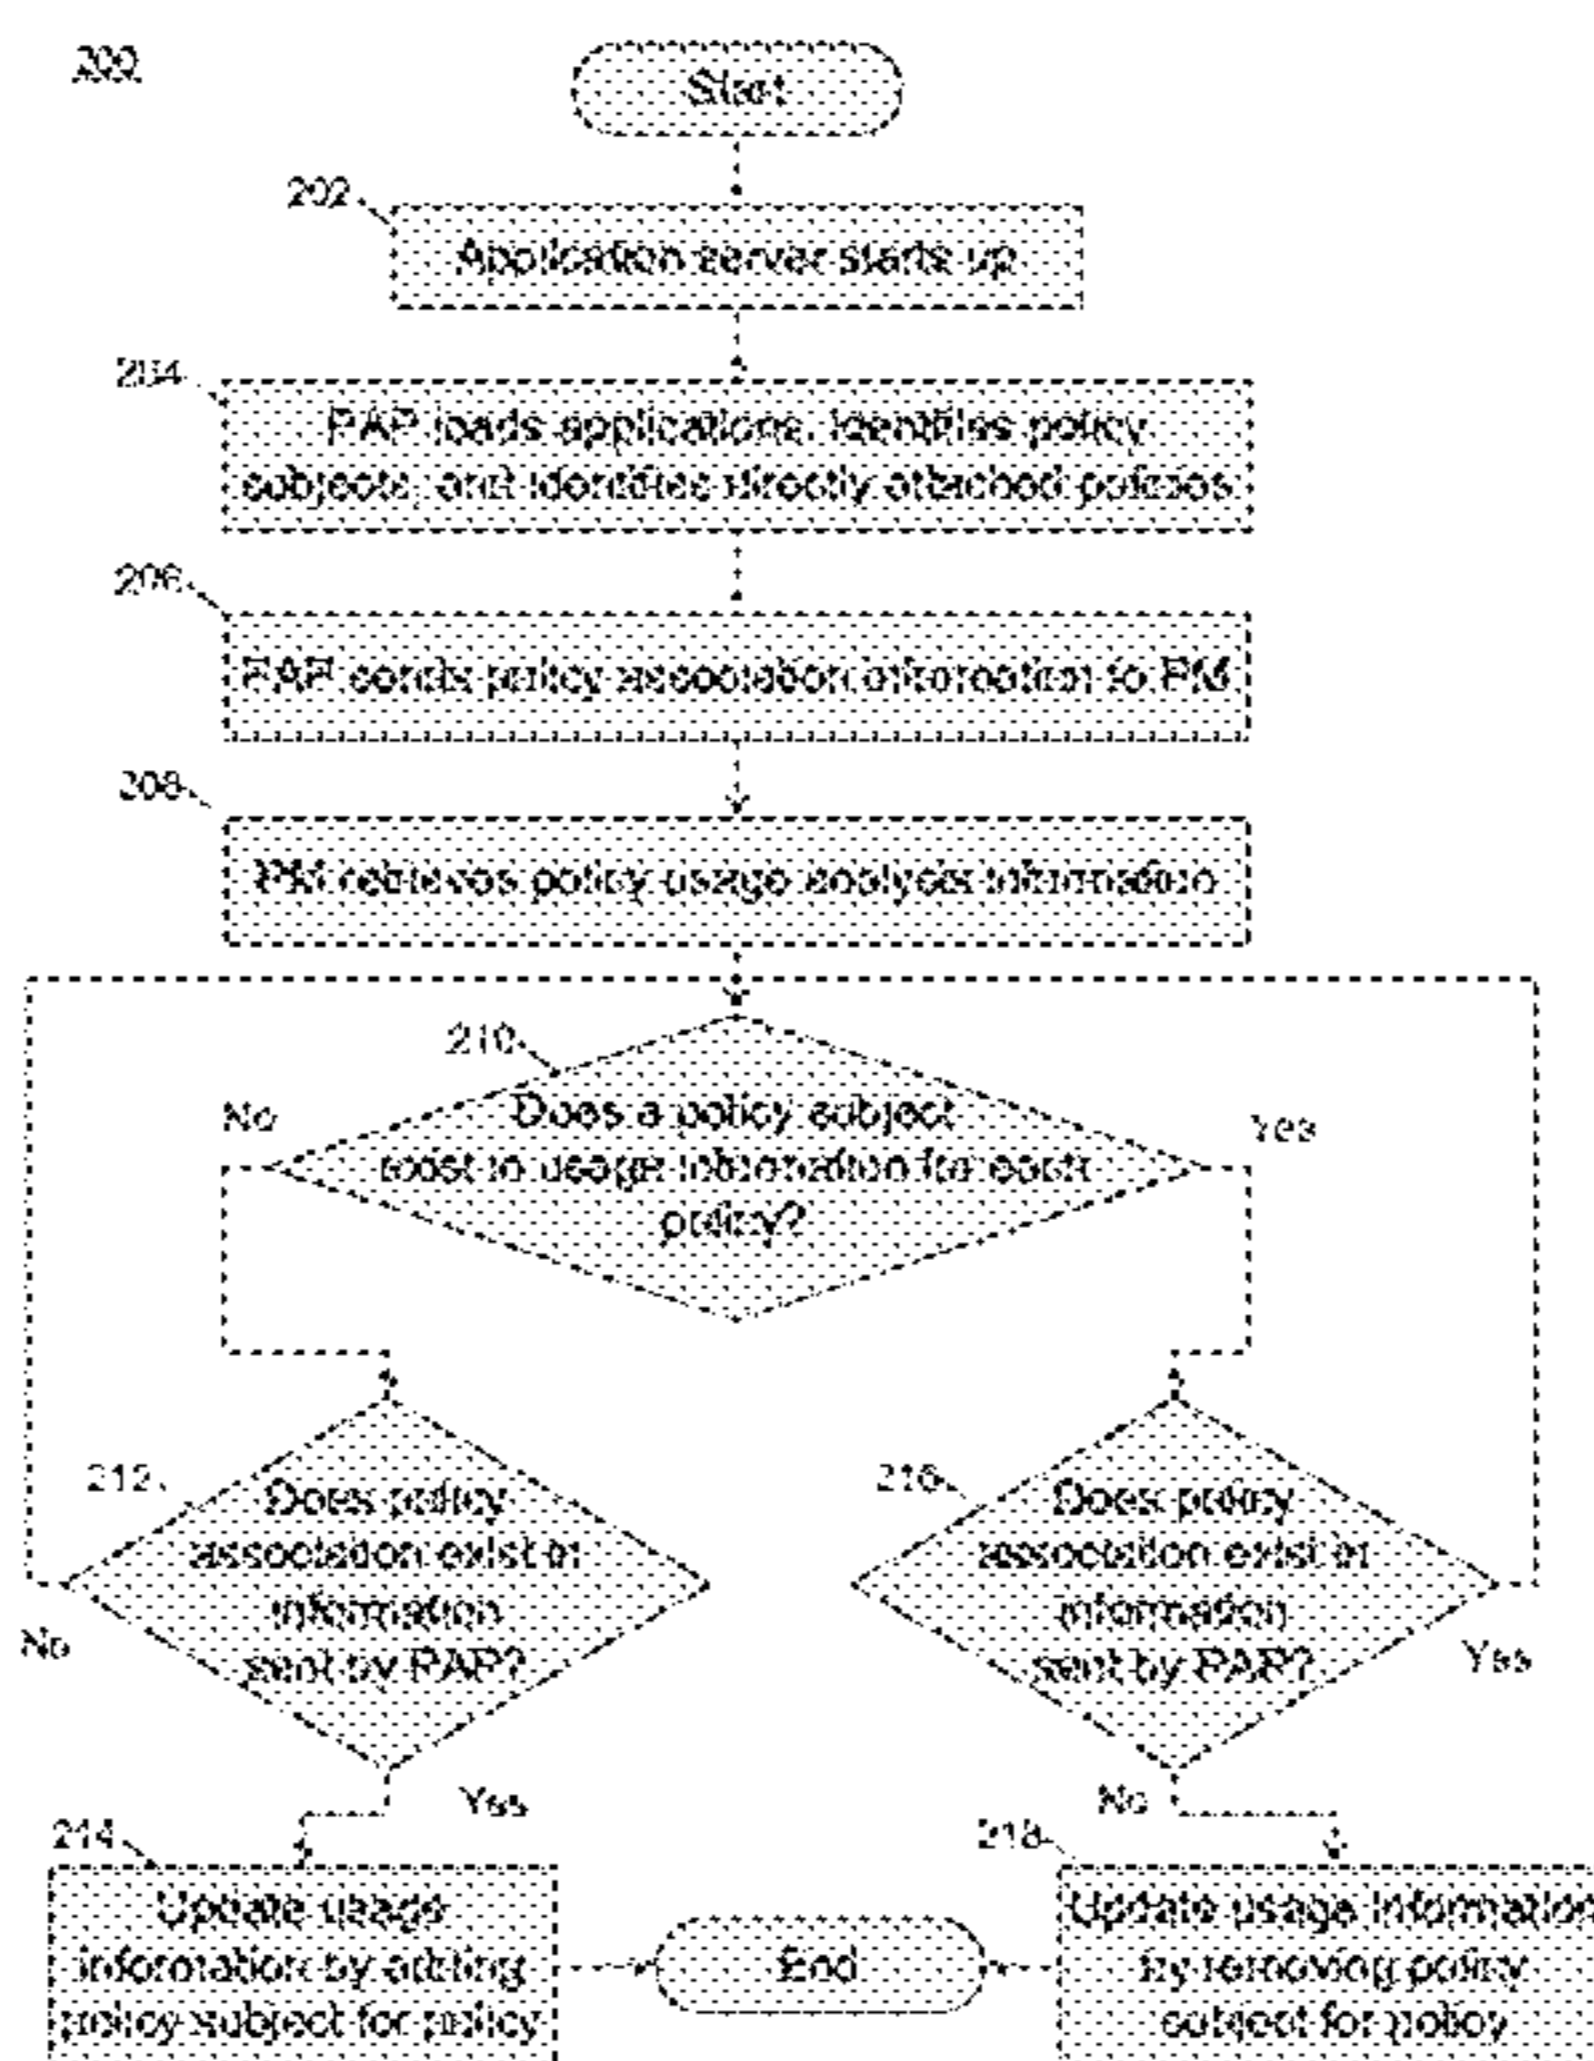 200
Start
202
Application server starts up
204
PAP loads applications, identifies policy
subjects, and identifies directly attached policies
206
PAP sends policy association information to PM
208
PM retrieves policy usage analysis information
210
No
Does a policy subject
exist in usage information for each
policy?
Yes
212
Does policy
association exist in
information
sent by PAP?
No
Yes
216
Does policy
association exist in
information
sent by PAP?
Yes
No
214
Update usage
information by adding
policy subject for policy
End
218
Update usage information
by removing policy
subject for policy